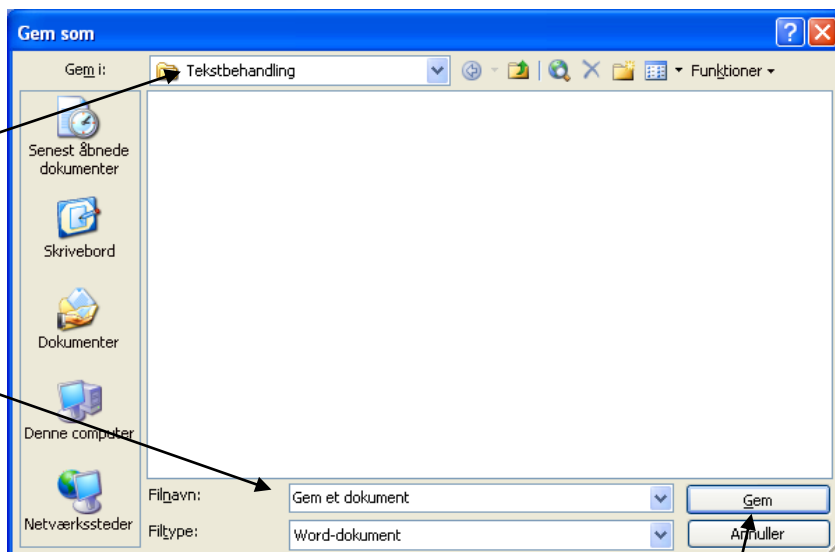 Gem som
Gem i:
Tekstbehandling
Funktioner
Senest åbnede
dokumenter
Skrivebord
Dokumenter
Denne computer
Netværkssteder
Filnavn:
Gem et dokument
Gem
Filtype:
Word-dokument
Annuller